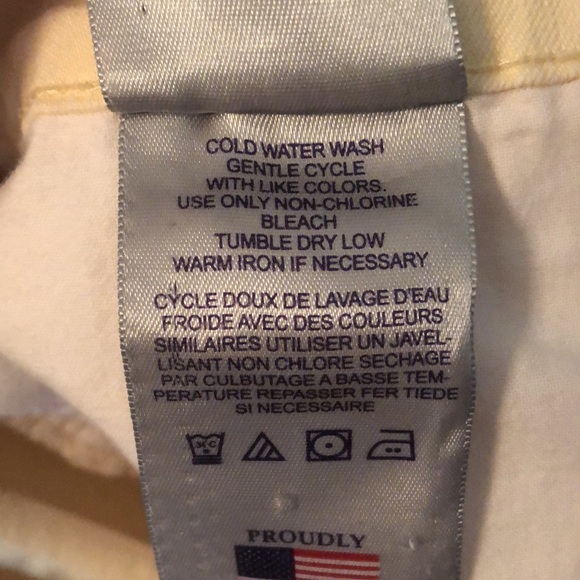 COLD WATER WASH
GENTLE CYCLE
WITH LIKE COLORS.
USE ONLY NON-CHLORINE
BLEACH
TUMBLE DRY LOW
WARM IRON IF NECESSARY
CYCLE DOUX DE LAVAGE D'EAU
FROIDE AVEC DES COULEURS
SIMILAIRES UTILISER UN JAVEL-
LISANT NON CHLORE SECHAGE
PAR CULBUTAGE A BASSE TEM-
PERATURE REPASSER FER TIEDE
SI NECESSAIRE
PROUDLY